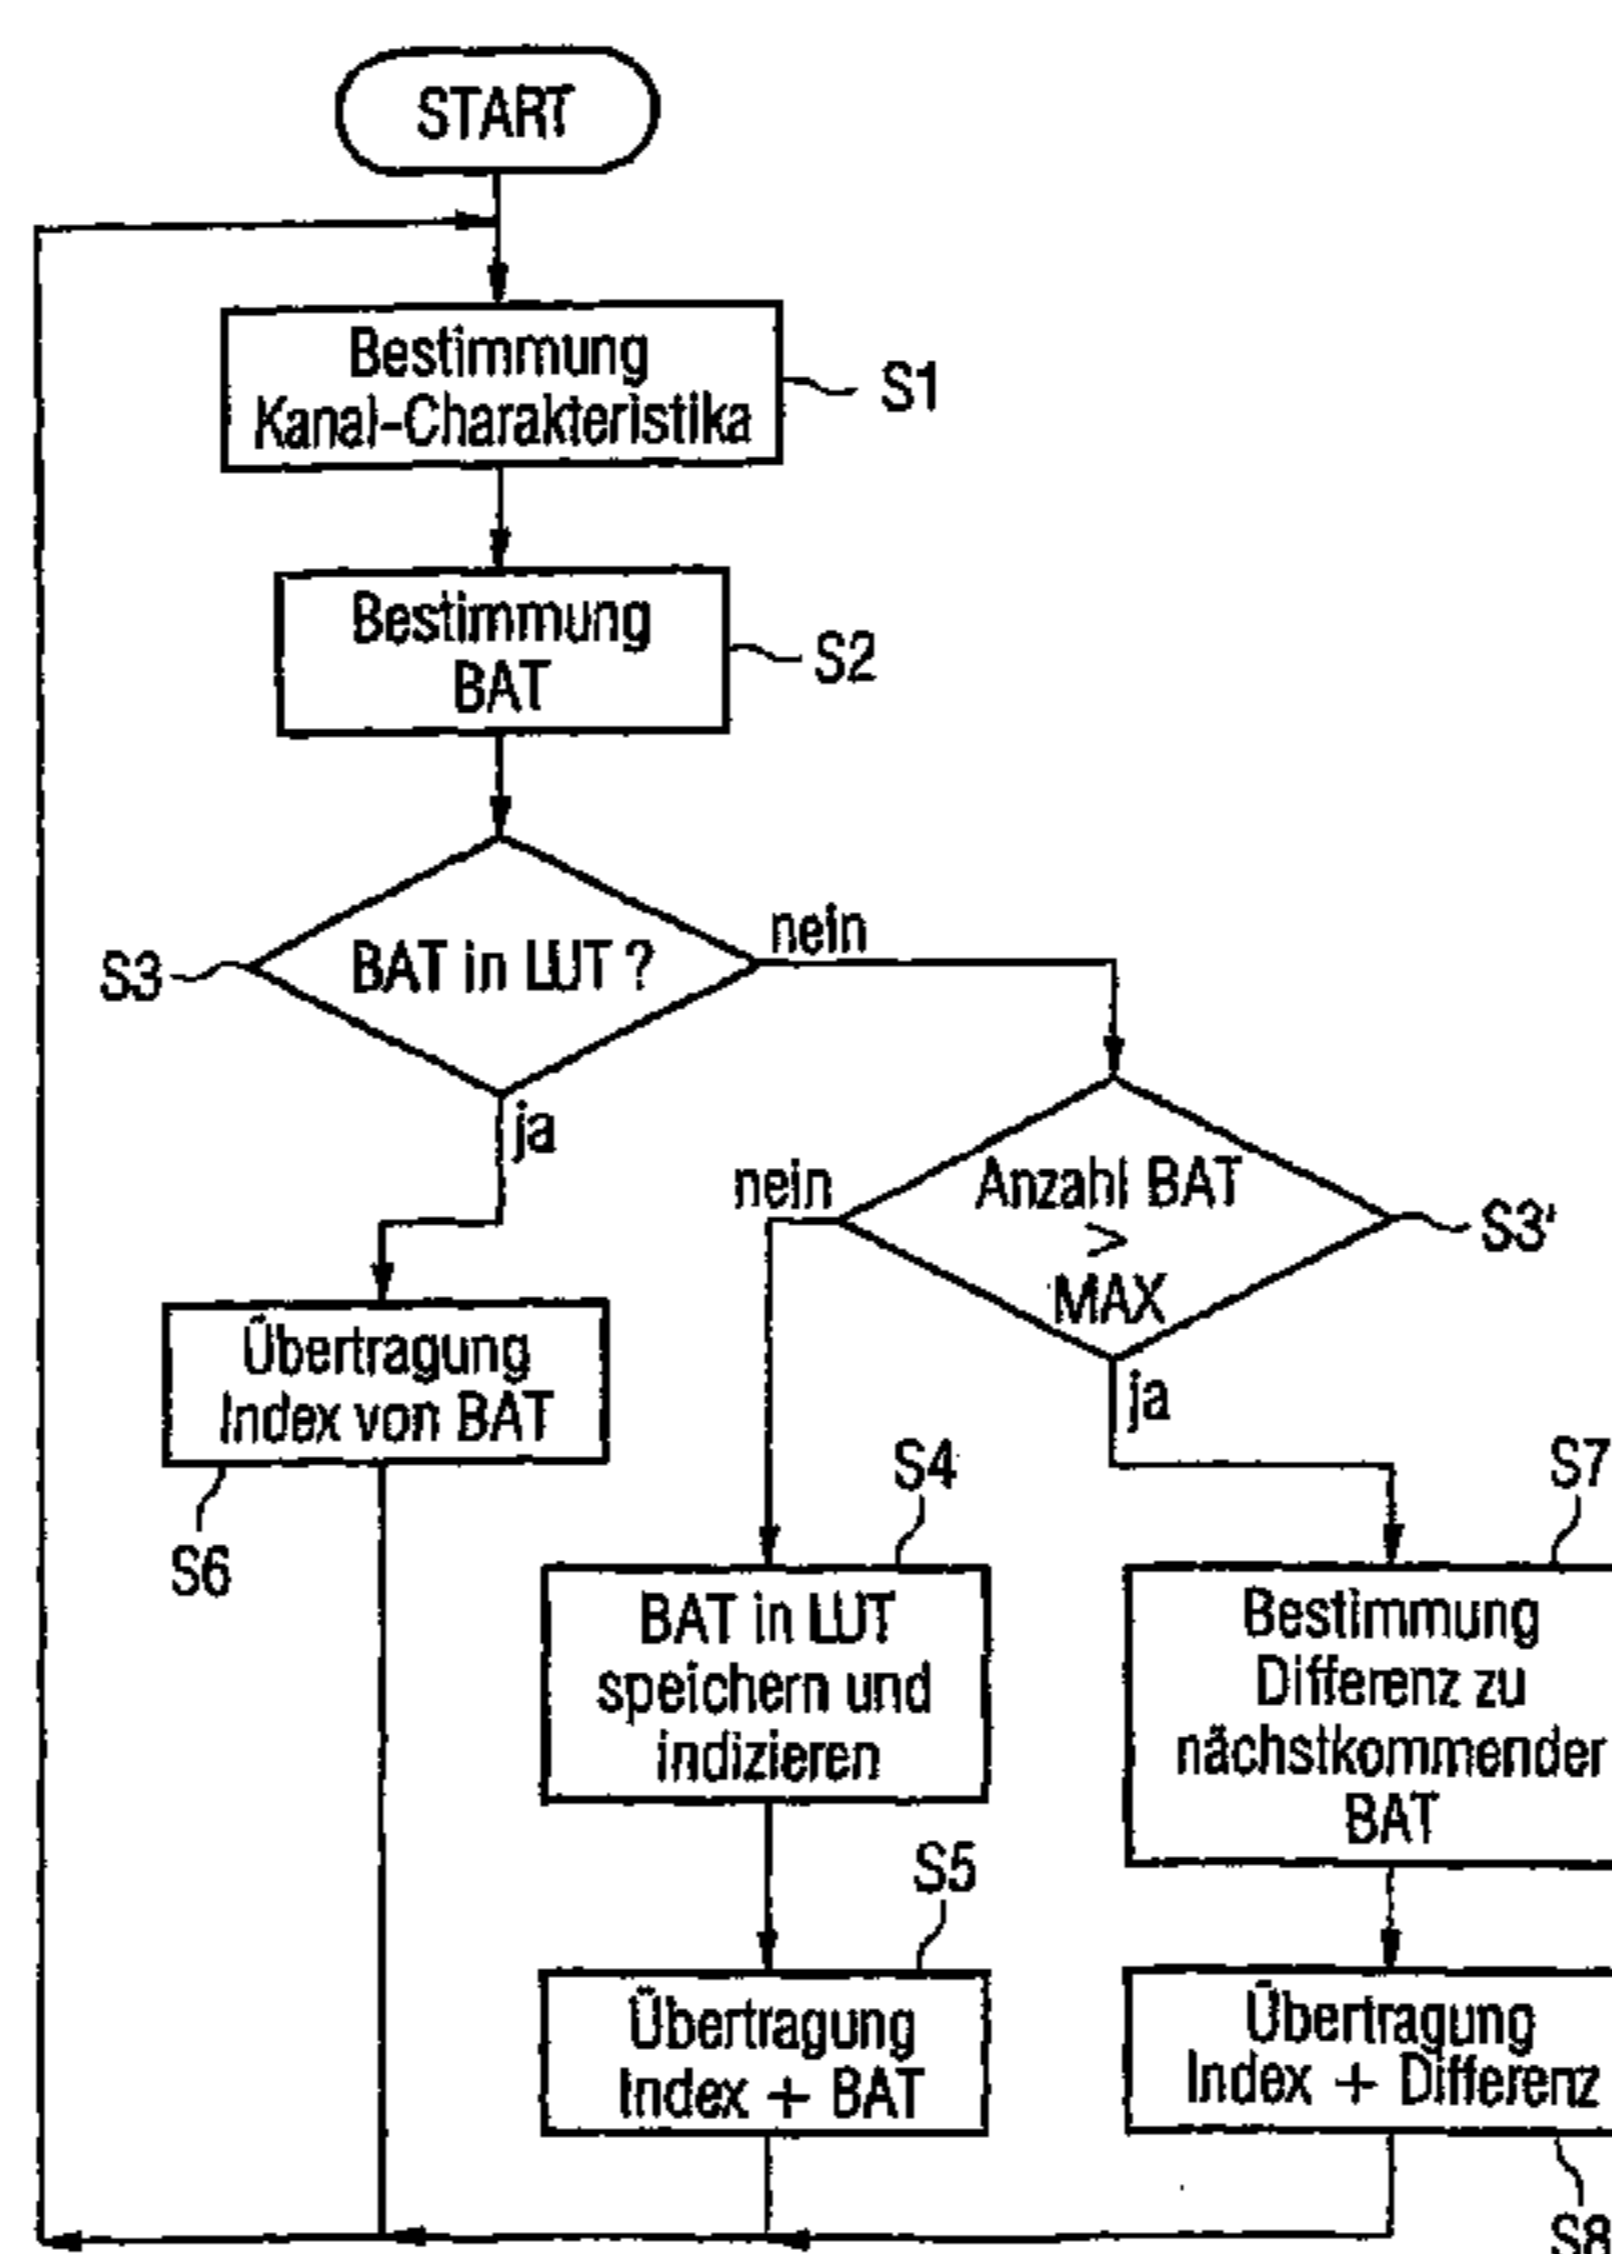 START
Bestimmung
Kanal-Charakteristika
S1
Bestimmung
BAT
S2
S3
BAT in LUT ?
nein
ja
nein
Anzahl BAT
>
MAX
S3'
ja
Übertragung
Index von BAT
S6
S4
BAT in LUT
speichern und
indizieren
S7
Bestimmung
Differenz zu
nächstkommender
BAT
S5
Übertragung
Index + BAT
Übertragung
Index + Differenz
S8